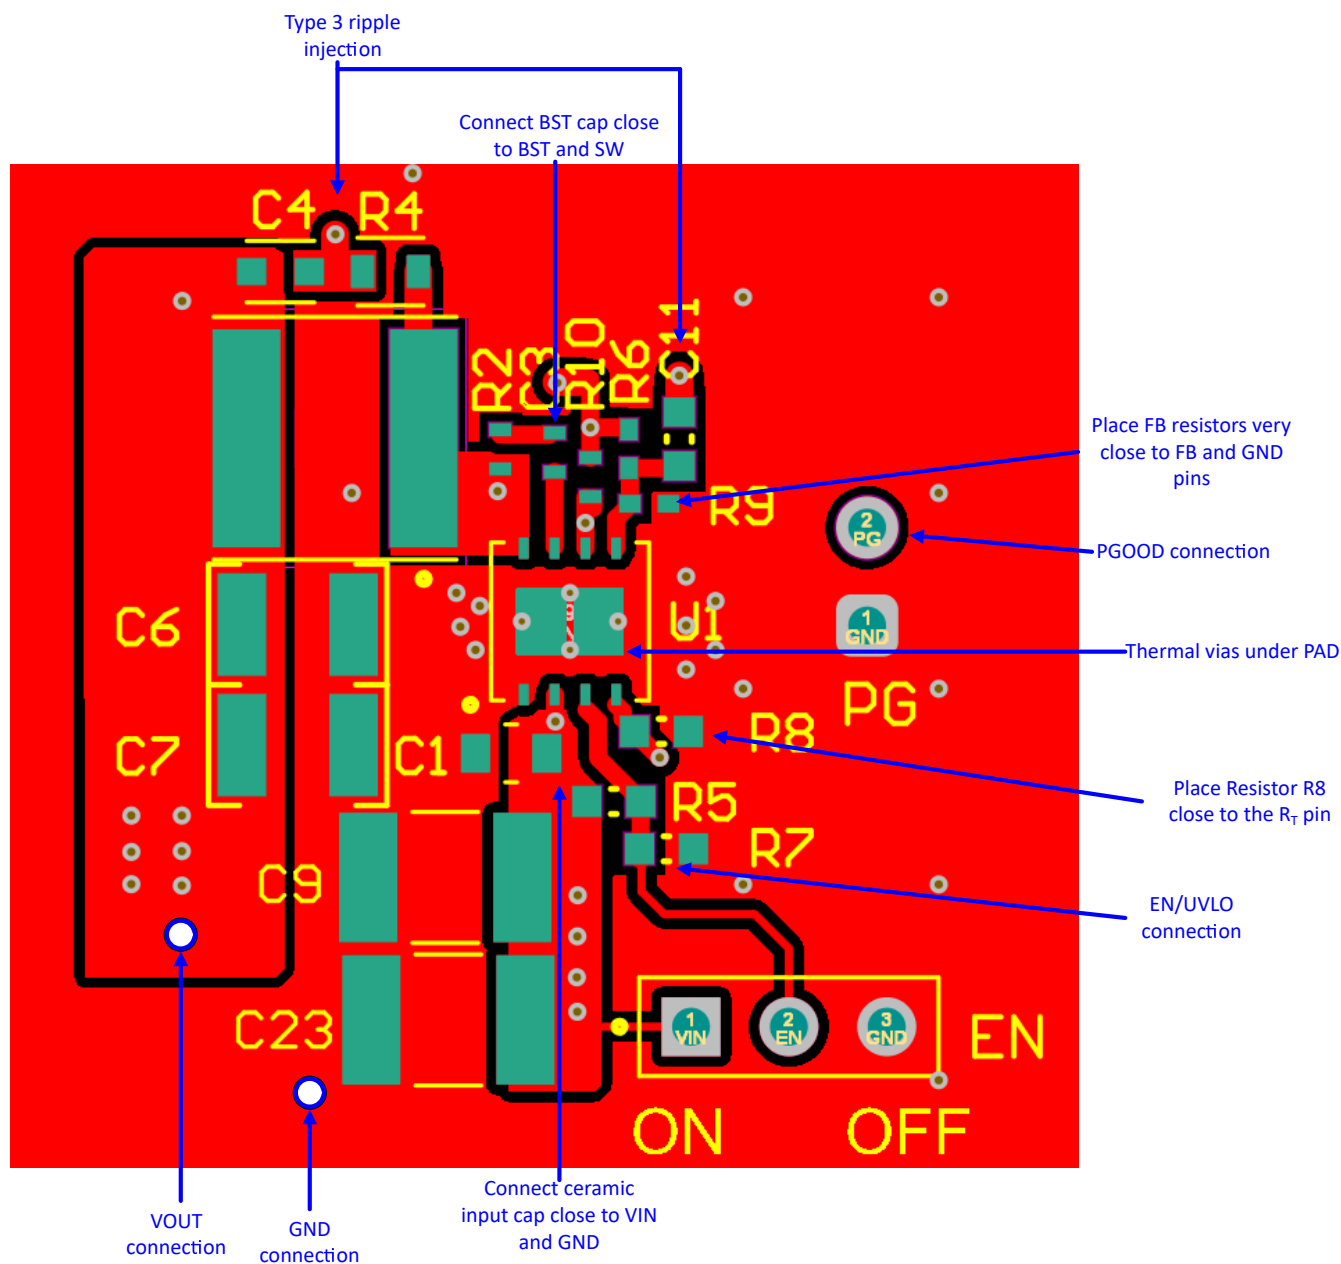 Type 3 ripple
injection
Connect BST cap close
to BST and SW
C4
R4
R2
C3
R10
R6
C11
Place FB resistors very
close to FB and GND
pins
R9
2
PG
PGOOD connection
C6
U1
1
GND
Thermal vias under PAD
PG
C7
C1
R8
R5
Place Resistor R8
close to the RT pin
R7
C9
EN/UVLO
connection
C23
1
VIN
2
EN
3
GND
EN
ON
OFF
VOUT
connection
GND
connection
Connect ceramic
input cap close to VIN
and GND